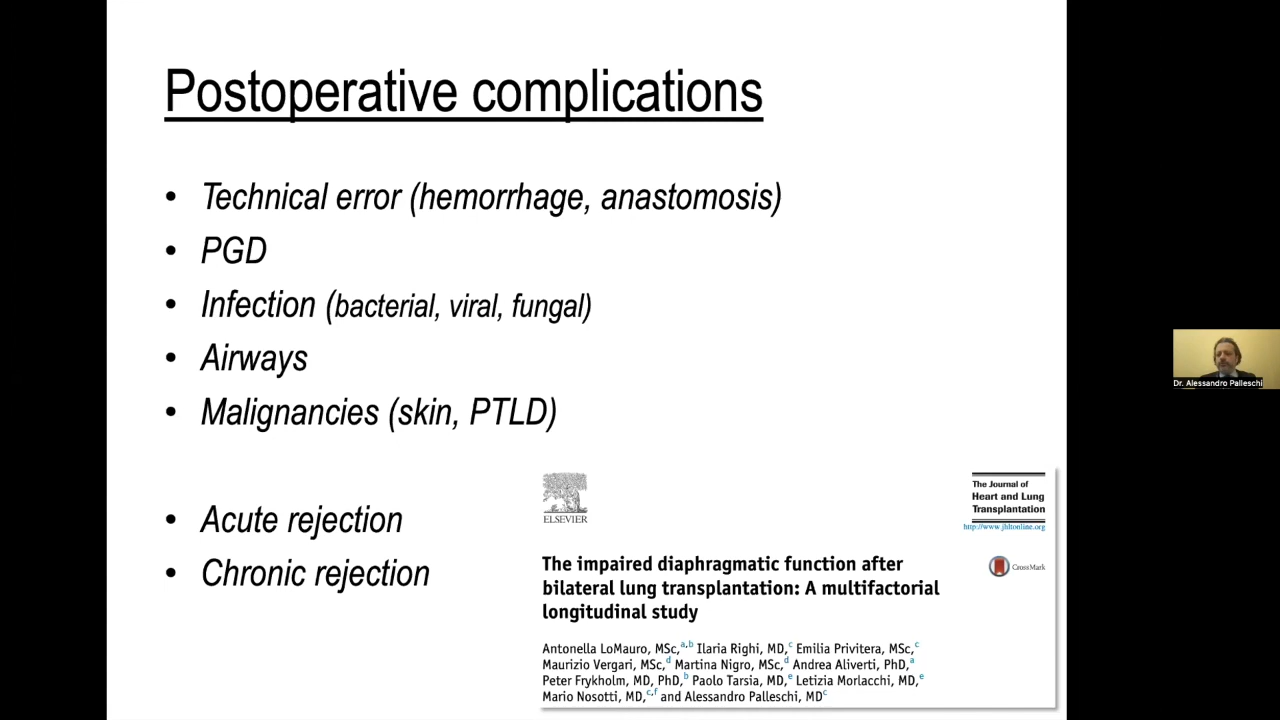 Postoperative complications
• Technical error (hemorrhage, anastomosis)
• PGD
• Infection (bacterial, viral, fungal)
• Airways
• Malignancies (skin, PTLD)
• Acute rejection
• Chronic rejection
ELSEVIER
The Journal of
Heart and Lung
Transplantation
http://www.jhltonline.org
The impaired diaphragmatic function after
bilateral lung transplantation: A multifactorial
longitudinal study
CrossMark
Antonella LoMauro, MSc,a,b Ilaria Righi, MD,c Emilia Privitera, MSc,c
Maurizio Vergari, MSc,d Martina Nigro, MSc,d Andrea Aliverti, PhD,a
Peter Frykholm, MD, PhD,b Paolo Tarsia, MD,e Letizia Morlacchi, MD,e
Mario Nosotti, MD,c,f and Alessandro Palleschi, MDc
Dr. Alessandro Palleschi